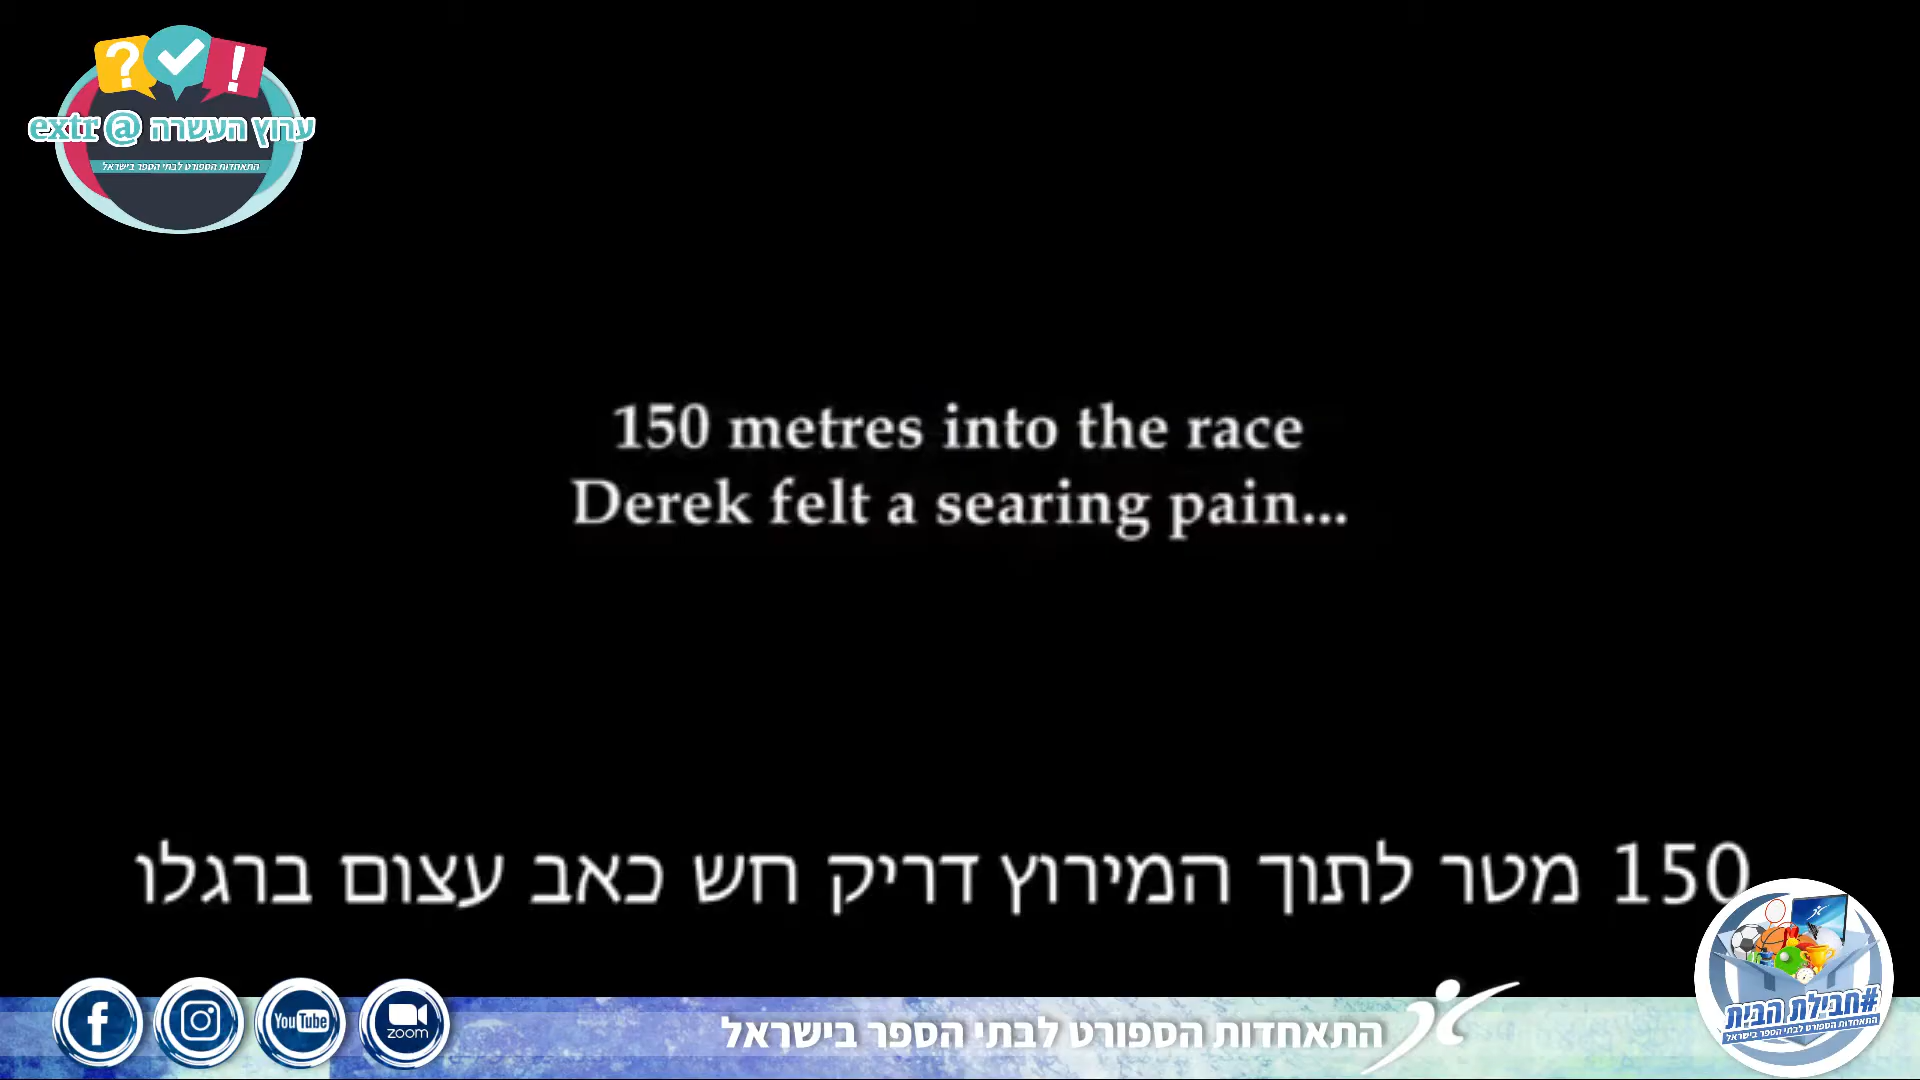 ? ✓ !
ערוץ העשרה @ extr
התאחדות הספורט לבתי הספר בישראל
150 metres into the race
Derek felt a searing pain...
150 מטר לתוך המירוץ דריק חש כאב עצום ברגלו
#חבילת הבית
התאחדות הספורט לבתי הספר בישראל
f
YouTube
zoom
התאחדות הספורט לבתי הספר בישראל